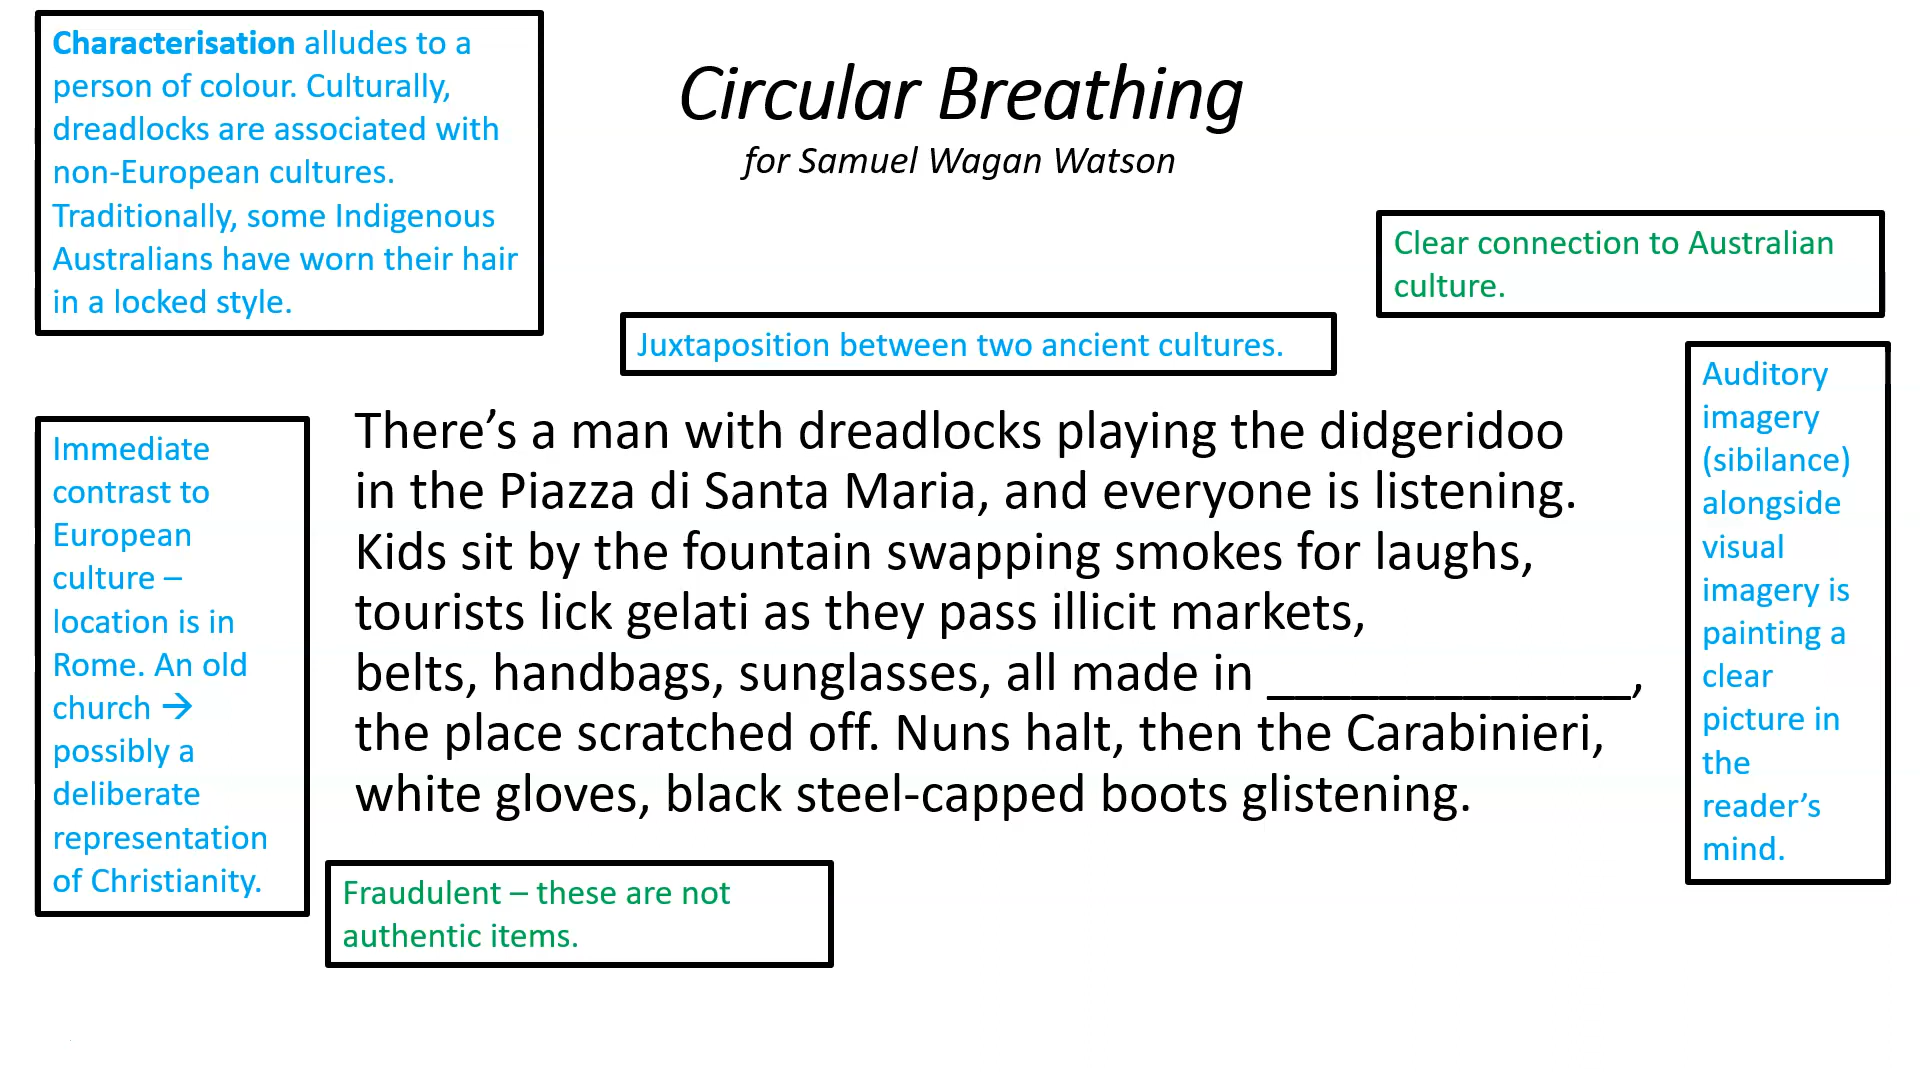 Characterisation alludes to a
person of colour. Culturally,
dreadlocks are associated with
non-European cultures.
Traditionally, some Indigenous
Australians have worn their hair
in a locked style.
Circular Breathing
for Samuel Wagan Watson
Clear connection to Australian
culture.
Juxtaposition between two ancient cultures.
Immediate
contrast to
European
culture –
location is in
Rome. An old
church →
possibly a
deliberate
representation
of Christianity.
There’s a man with dreadlocks playing the didgeridoo
in the Piazza di Santa Maria, and everyone is listening.
Kids sit by the fountain swapping smokes for laughs,
tourists lick gelati as they pass illicit markets,
belts, handbags, sunglasses, all made in _____________,
the place scratched off. Nuns halt, then the Carabinieri,
white gloves, black steel-capped boots glistening.
Auditory
imagery
(sibilance)
alongside
visual
imagery is
painting a
clear
picture in
the
reader’s
mind.
Fraudulent – these are not
authentic items.